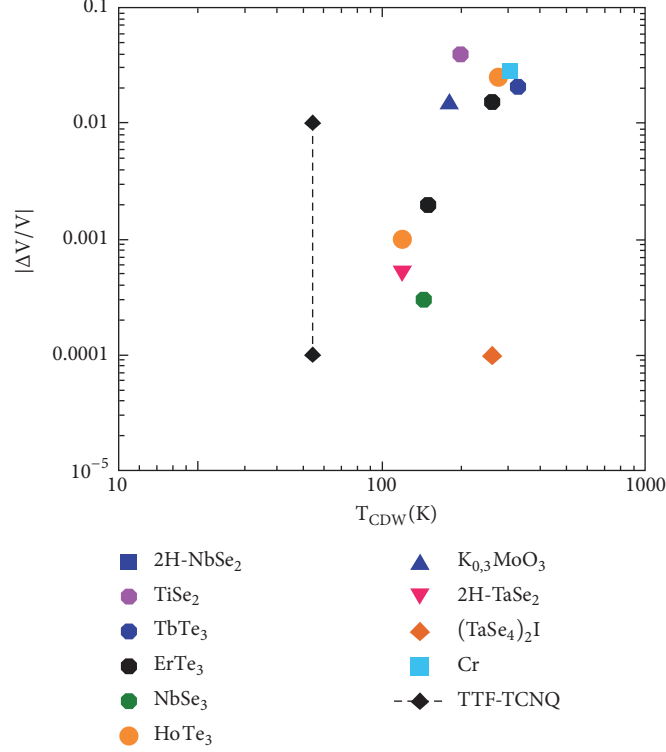 0.1
0.01
0.001
0.0001
10⁻⁵
|ΔV/V|
10
100
1000
T_CDW(K)
2H-NbSe₂
TiSe₂
TbTe₃
ErTe₃
NbSe₃
HoTe₃
K₀,₃MoO₃
2H-TaSe₂
(TaSe₄)₂I
Cr
TTF-TCNQ